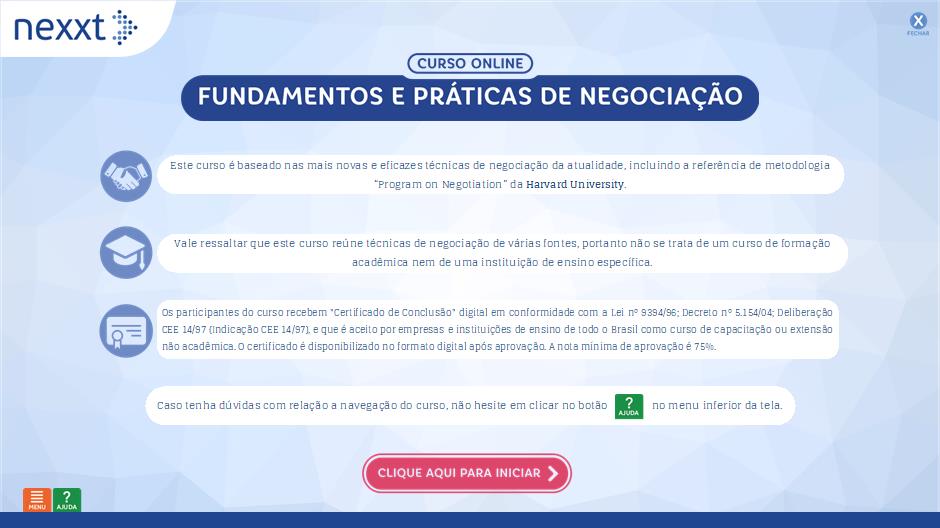 nexxt
X
FECHAR
CURSO ONLINE
FUNDAMENTOS E PRÁTICAS DE NEGOCIAÇÃO
Este curso é baseado nas mais novas e eficazes técnicas de negociação da atualidade, incluindo a referência de metodologia
“Program on Negotiation” da Harvard University.
Vale ressaltar que este curso reúne técnicas de negociação de várias fontes, portanto não se trata de um curso de formação
acadêmica nem de uma instituição de ensino específica.
Os participantes do curso recebem "Certificado de Conclusão" digital em conformidade com a Lei nº 9394/96; Decreto nº 5.154/04; Deliberação
CEE 14/97 (Indicação CEE 14/97), e que é aceito por empresas e instituições de ensino de todo o Brasil como curso de capacitação ou extensão
não acadêmica. O certificado é disponibilizado no formato digital após aprovação. A nota mínima de aprovação é 75%.
Caso tenha dúvidas com relação a navegação do curso, não hesite em clicar no botão ? AJUDA no menu inferior da tela.
CLIQUE AQUI PARA INICIAR
MENU ? AJUDA